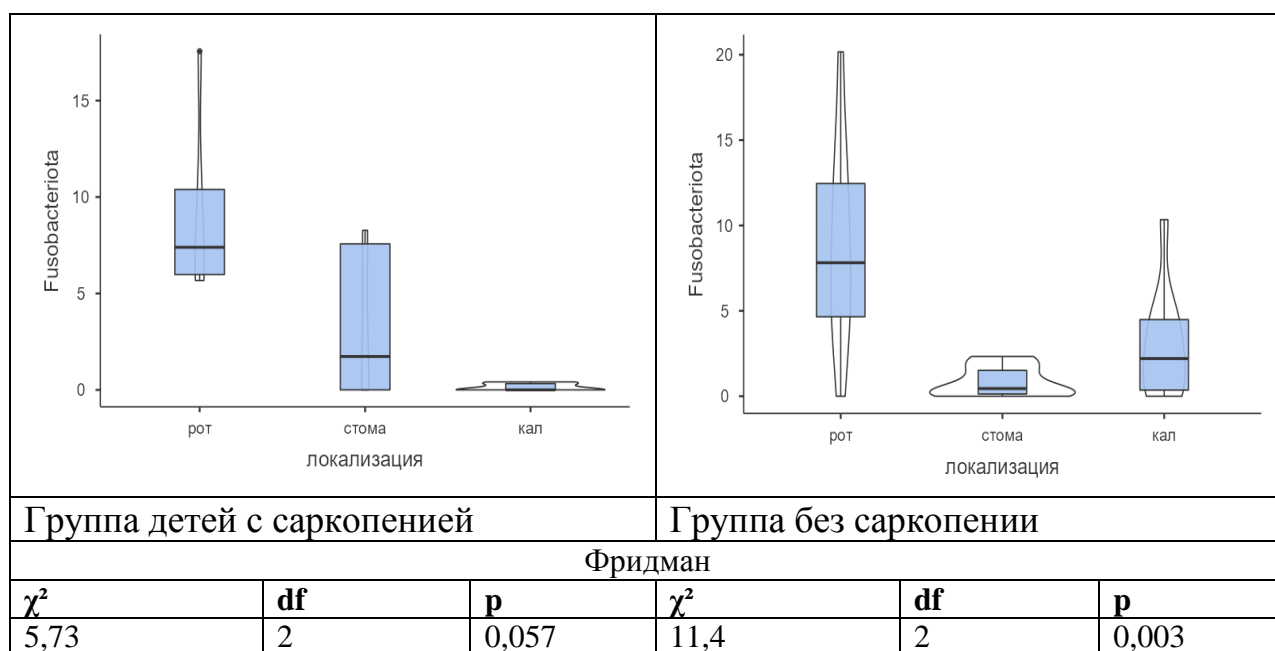 Fusobacteriota
15
10
5
0
рот стома кал
локализация
Fusobacteriota
20
15
10
5
0
рот стома кал
локализация
Группа детей с саркопенией Группа без саркопении
Фридман
χ² df p χ² df p
5,73 2 0,057 11,4 2 0,003